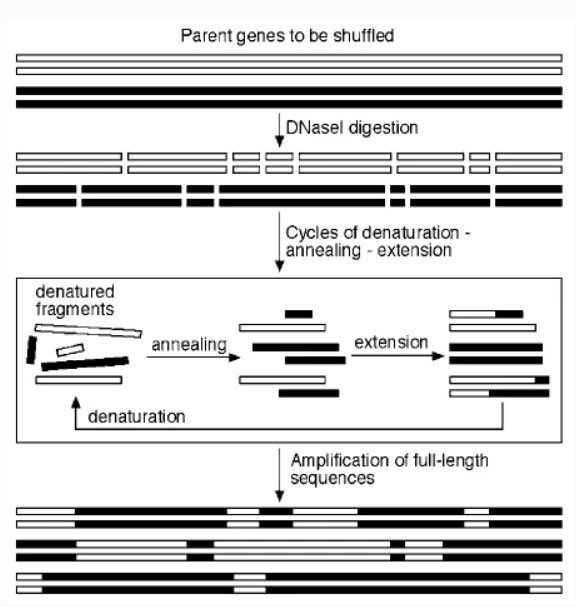 Parent genes to be shuffled
DNaseI digestion
Cycles of denaturation -
annealing - extension
denatured
fragments
annealing
extension
denaturation
Amplification of full-length
sequences